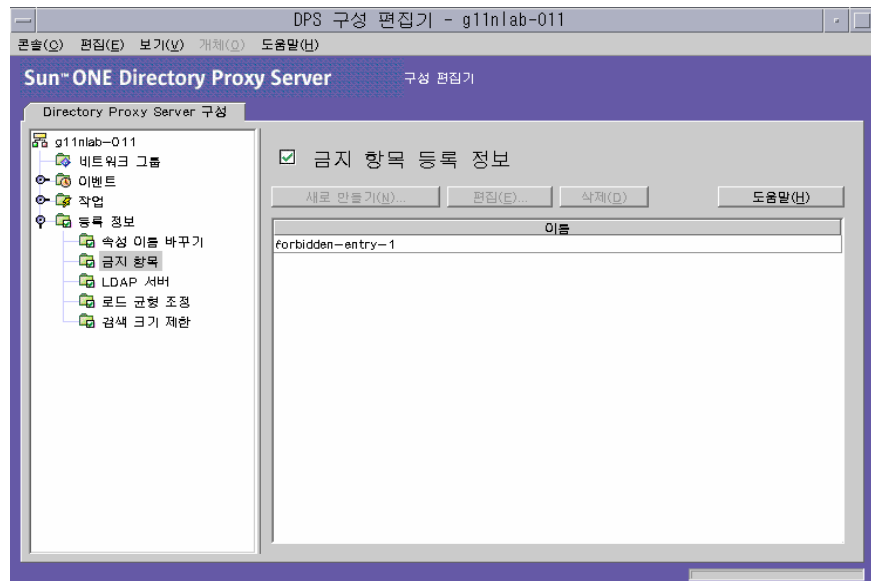 DPS 구성 편집기 - g11nlab-011
콘솔(O) 편집(E) 보기(V) 개체(O) 도움말(H)
Sun™ ONE Directory Proxy Server 구성 편집기
Directory Proxy Server 구성
g11nlab-011
네트워크 그룹
이벤트
작업
등록 정보
속성 이름 바꾸기
금지 항목
LDAP 서버
로드 균형 조정
검색 크기 제한
금지 항목 등록 정보
새로 만들기(N)... 편집(E)... 삭제(D) 도움말(H)
이름
forbidden-entry-1